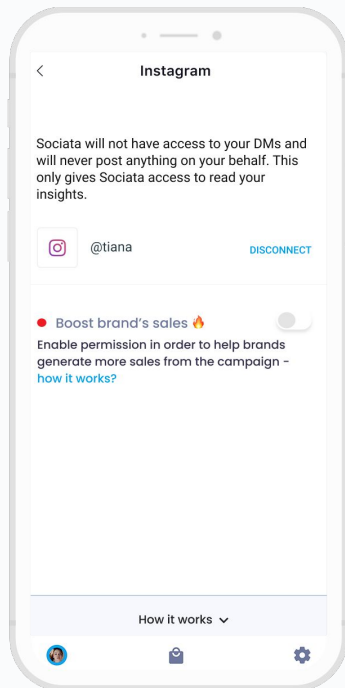 Instagram
Sociata will not have access to your DMs and
will never post anything on your behalf. This
only gives Sociata access to read your
insights.
@tiana
DISCONNECT
Boost brand's sales 🔥
Enable permission in order to help brands
generate more sales from the campaign -
how it works?
How it works